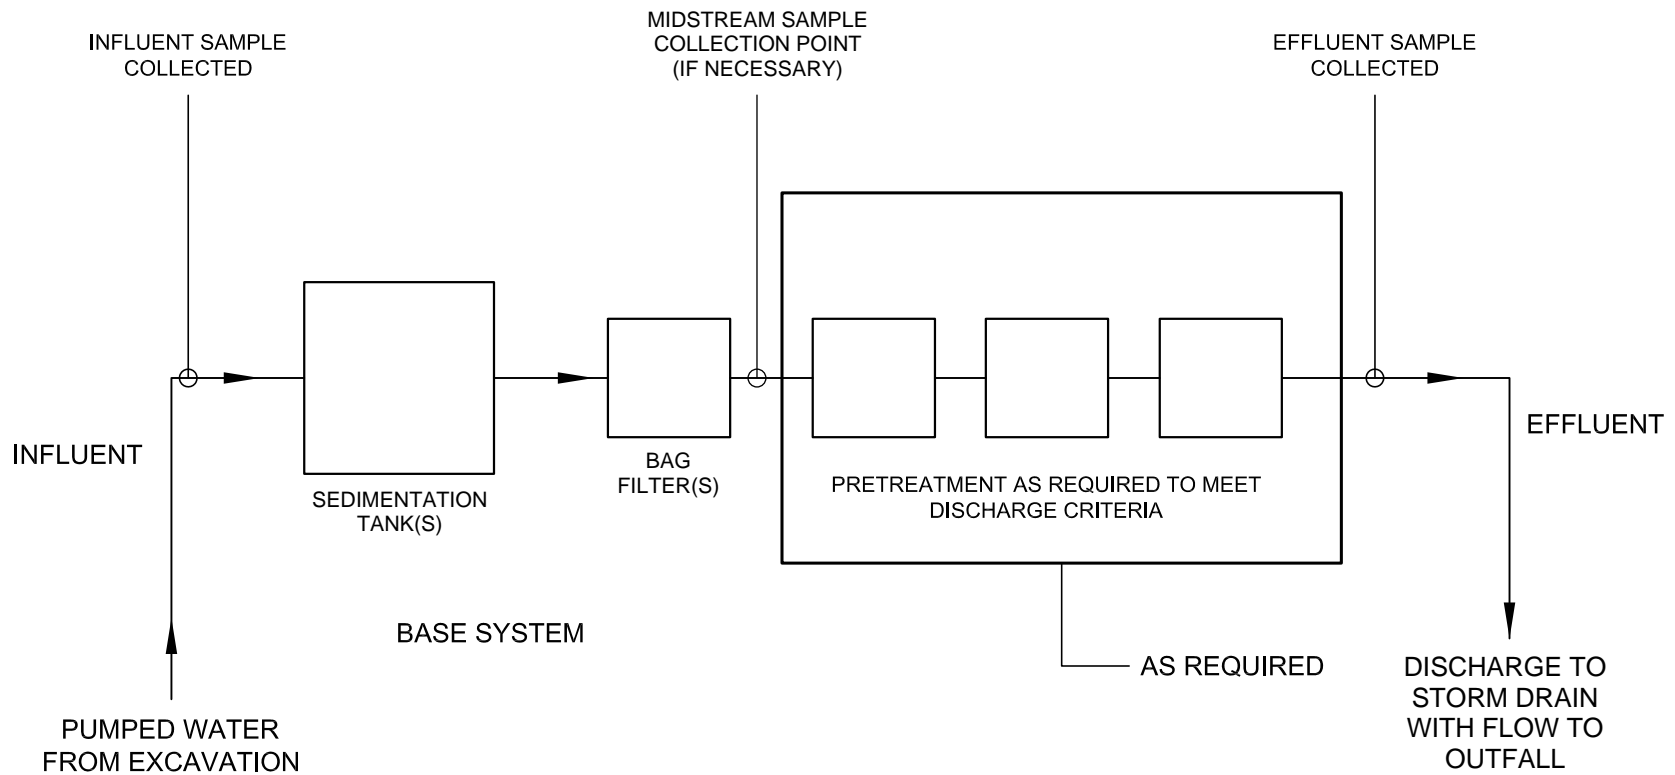 INFLUENT SAMPLE
COLLECTED
MIDSTREAM SAMPLE
COLLECTION POINT
(IF NECESSARY)
EFFLUENT SAMPLE
COLLECTED
INFLUENT
SEDIMENTATION
TANK(S)
BAG
FILTER(S)
PRETREATMENT AS REQUIRED TO MEET
DISCHARGE CRITERIA
EFFLUENT
BASE SYSTEM
AS REQUIRED
PUMPED WATER
FROM EXCAVATION
DISCHARGE TO
STORM DRAIN
WITH FLOW TO
OUTFALL